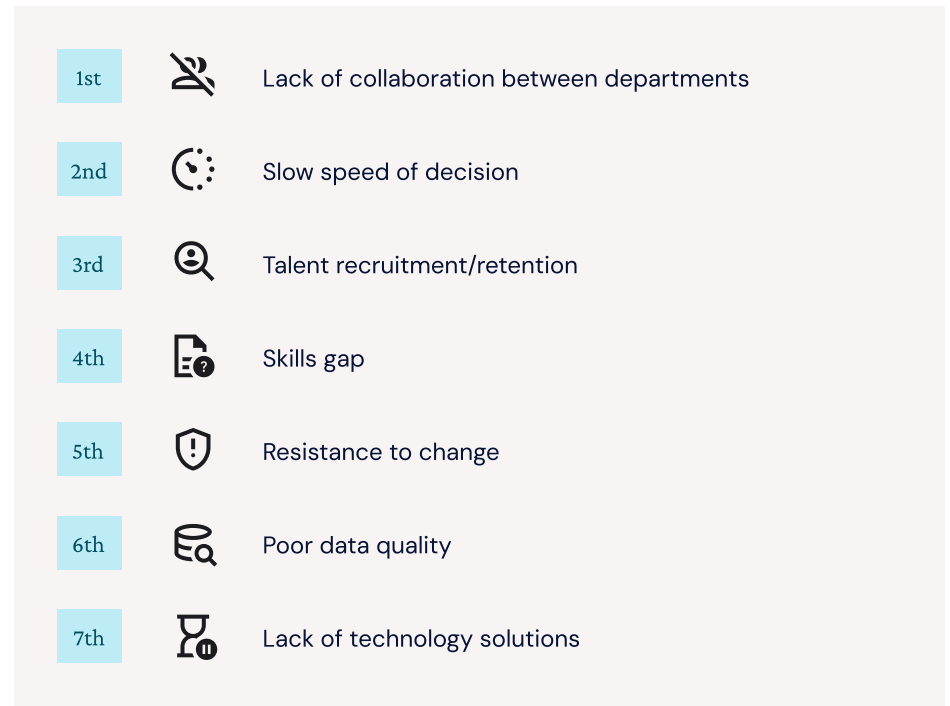 1st Lack of collaboration between departments
2nd Slow speed of decision
3rd Talent recruitment/retention
4th Skills gap
5th Resistance to change
6th Poor data quality
7th Lack of technology solutions